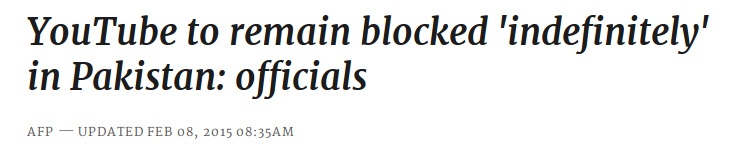 YouTube to remain blocked 'indefinitely'
in Pakistan: officials
AFP — UPDATED FEB 08, 2015 08:35AM